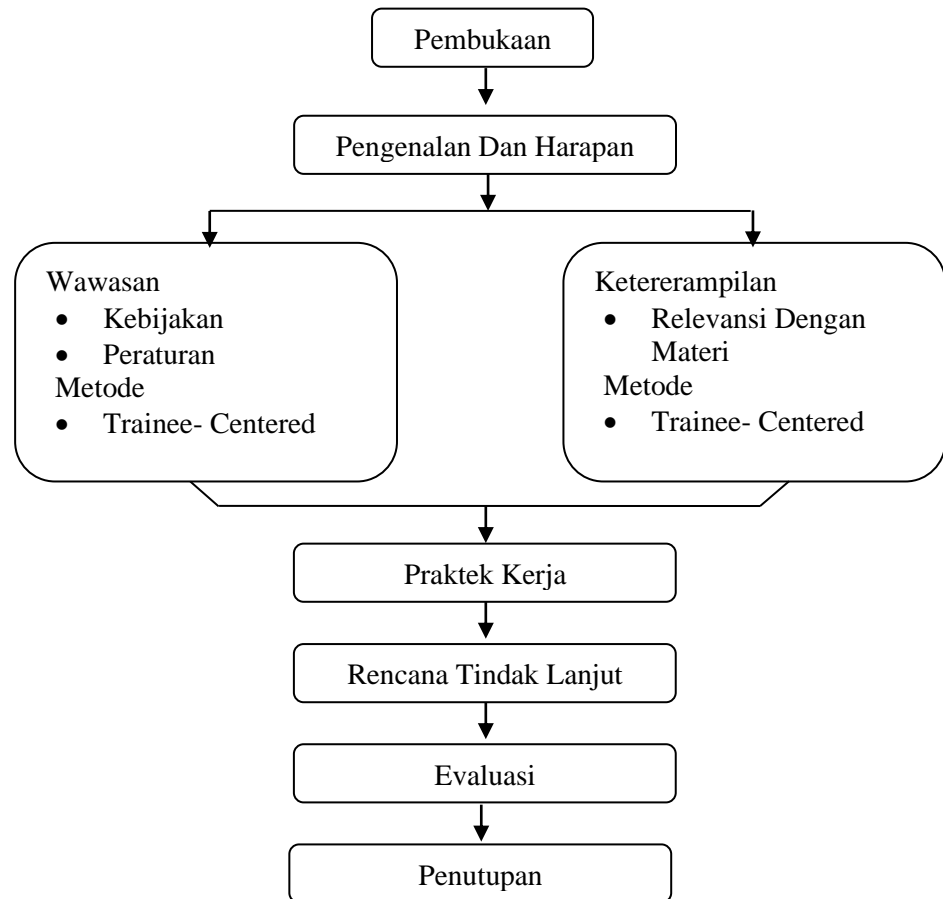 Pembukaan
Pengenalan Dan Harapan
Wawasan
• Kebijakan
• Peraturan
Metode
• Trainee- Centered
Ketererampilan
• Relevansi Dengan
Materi
Metode
• Trainee- Centered
Praktek Kerja
Rencana Tindak Lanjut
Evaluasi
Penutupan